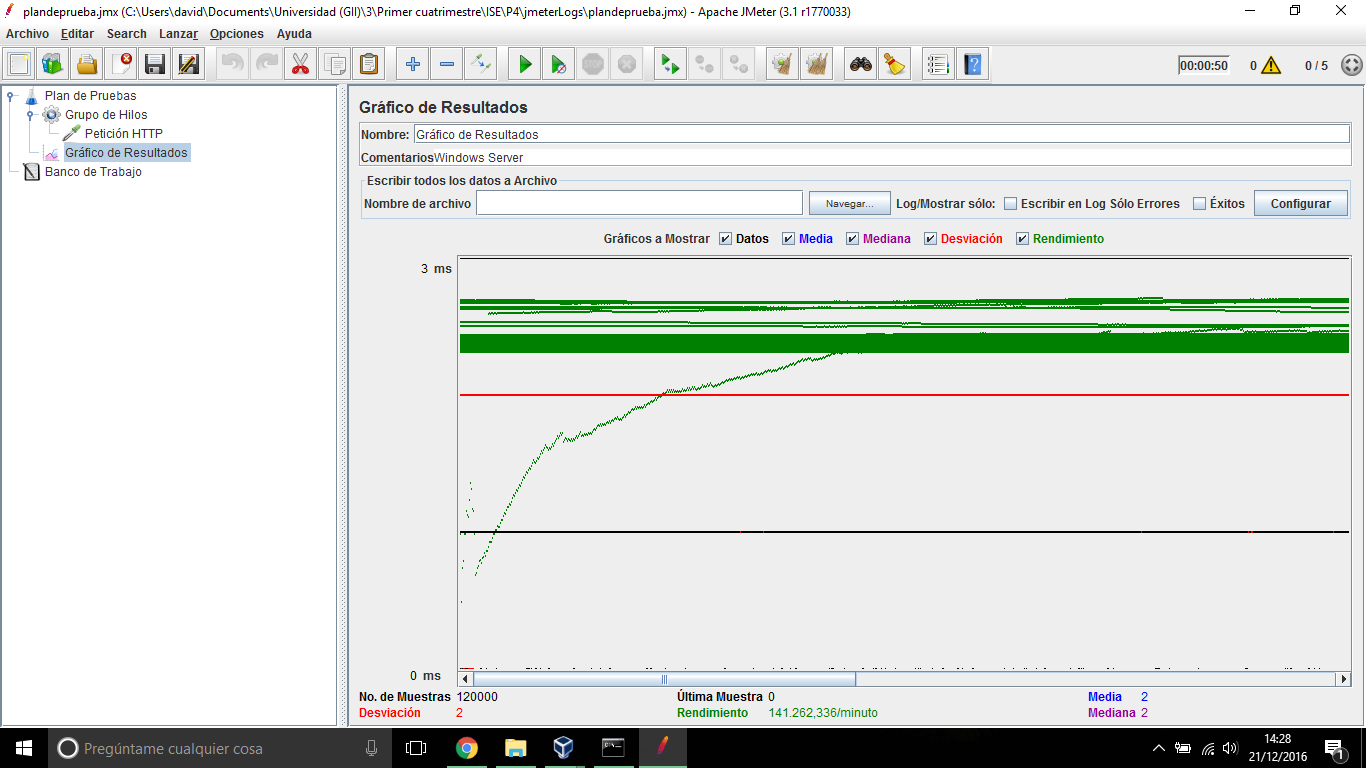 plandeprueba.jmx (C:\Users\david\Documents\Universidad (GII)\3\Primer cuatrimestre\ISE\P4\jmeterLogs\plandeprueba.jmx) - Apache JMeter (3.1 r1770033)
Archivo Editar Search Lanzar Opciones Ayuda
00:00:50 0 0 / 5
Plan de Pruebas
Grupo de Hilos
Petición HTTP
Gráfico de Resultados
Banco de Trabajo
Gráfico de Resultados
Nombre: Gráfico de Resultados
Comentarios Windows Server
Escribir todos los datos a Archivo
Nombre de archivo Navegar... Log/Mostrar sólo: Escribir en Log Sólo Errores Éxitos Configurar
Gráficos a Mostrar Datos Media Mediana Desviación Rendimiento
3 ms
0 ms
No. de Muestras 120000 Última Muestra 0 Media 2
Desviación 2 Rendimiento 141.262,336/minuto Mediana 2
Pregúntame cualquier cosa
14:28
21/12/2016
1